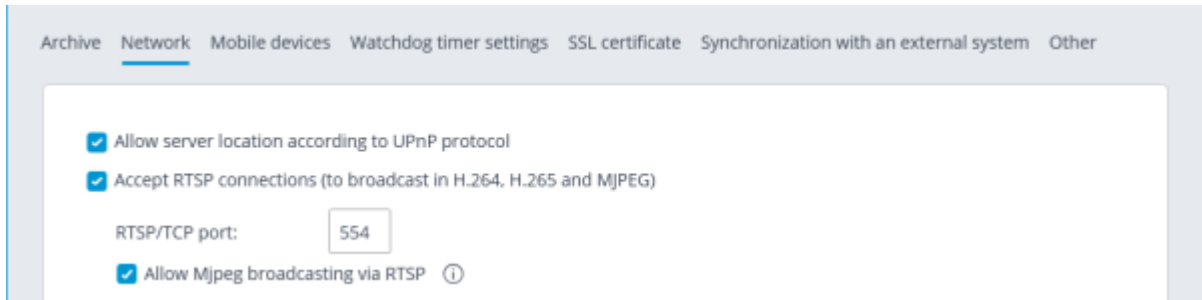 Archive Network Mobile devices Watchdog timer settings SSL certificate Synchronization with an external system Other
Allow server location according to UPnP protocol
Accept RTSP connections (to broadcast in H.264, H.265 and MJPEG)
RTSP/TCP port: 554
Allow Mjpeg broadcasting via RTSP